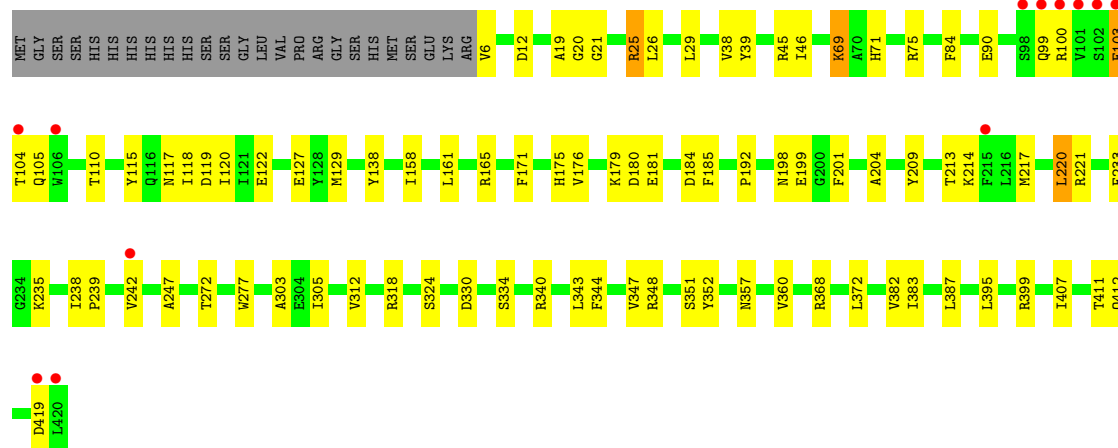 MET GLY SER SER HIS HIS HIS HIS HIS HIS SER SER GLY LEU VAL PRO ARG GLY SER HIS MET SER GLU LYS ARG V6 D12 A19 G20 G21 R25 L26 L29 V38 Y39 R45 I46 K69 A70 H71 R75 F84 E90 S98 Q99 R100 V101 S102
T104 Q105 W106 T110 Y115 Q116 N117 I118 D119 I120 I121 E122 E127 Y128 M129 Y138 I158 L161 R165 F171 H175 V176 K179 D180 E181 D184 F185 P192 N198 E199 G200 F201 A204 Y209 T213 K214 F215 L216 M217 L220 R221
G234 K235 I238 P239 V242 A247 T272 W277 A303 E304 I305 V312 R318 S324 D330 S334 R340 L343 F344 V347 R348 S351 Y352 N357 V360 R368 L372 V382 I383 L387 L395 R399 I407 T411
D419 L420